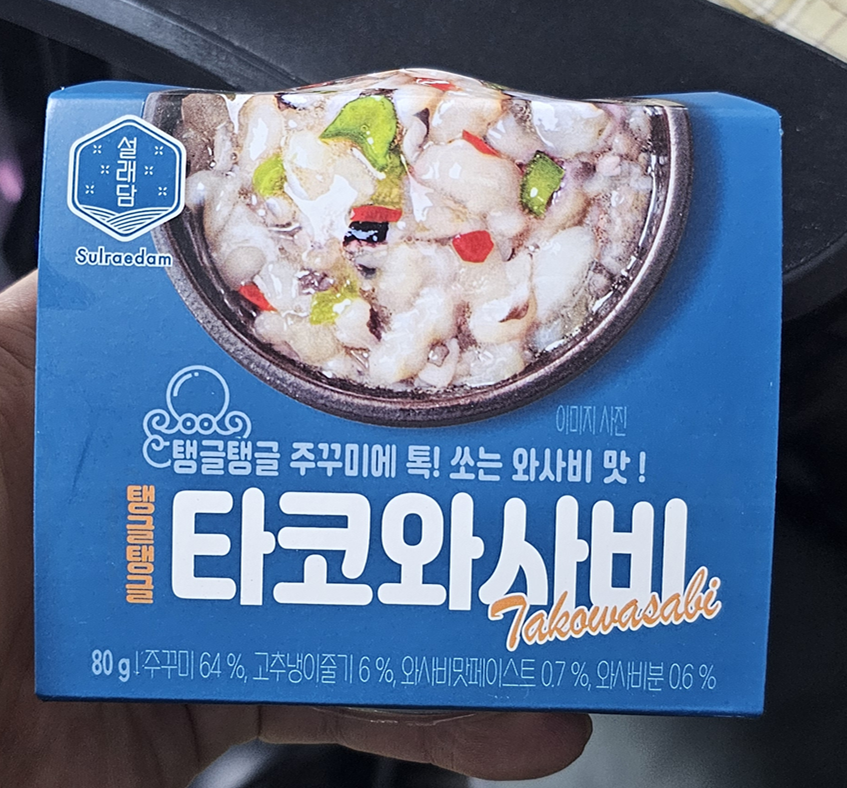 설래담
Sulraedam
이미지 사진
탱글탱글 주꾸미에 톡! 쏘는 와사비 맛!
탱글탱글
타코와사비
Takowasabi
80 g | 주꾸미 64 %, 고추냉이줄기 6 %, 와사비맛페이스트 0.7 %, 와사비분 0.6 %